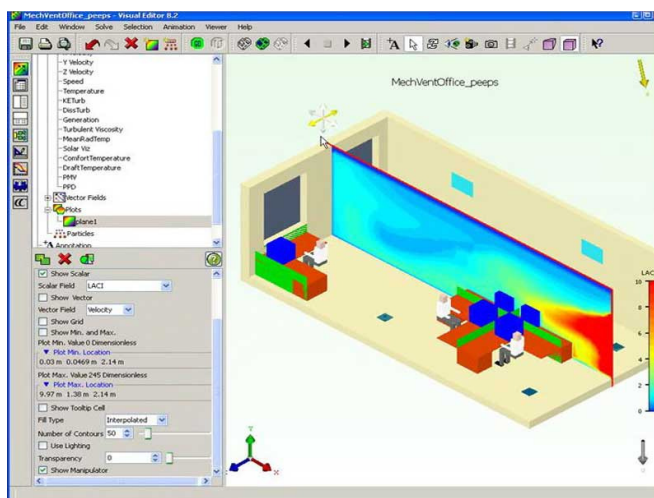 MechVentOffice_peeps - Visual Editor 8.2
File Edit Window Solve Selection Animation Viewer Help
MechVentOffice_peeps
Y Velocity
Z Velocity
Speed
Temperature
KETurb
DissTurb
Generation
Turbulent Viscosity
MeanRadTemp
Solar Viz
ComfortTemperature
DraftTemperature
PMV
PPD
Vector Fields
Plots
plane1
Particles
Annotation
Show Scalar
Scalar Field LACI
Show Vector
Vector Field Velocity
Show Grid
Show Min. and Max.
Plot Min. Value 0 Dimensionless
Plot Min. Location
0.03 m 0.0469 m 2.14 m
Plot Max. Value 245 Dimensionless
Plot Max. Location
9.97 m 1.38 m 2.14 m
Show Tooltip Cell
Fill Type Interpolated
Number of Contours 50
Use Lighting
Transparency 0
Show Manipulator
LACI
10
8
6
4
2
0